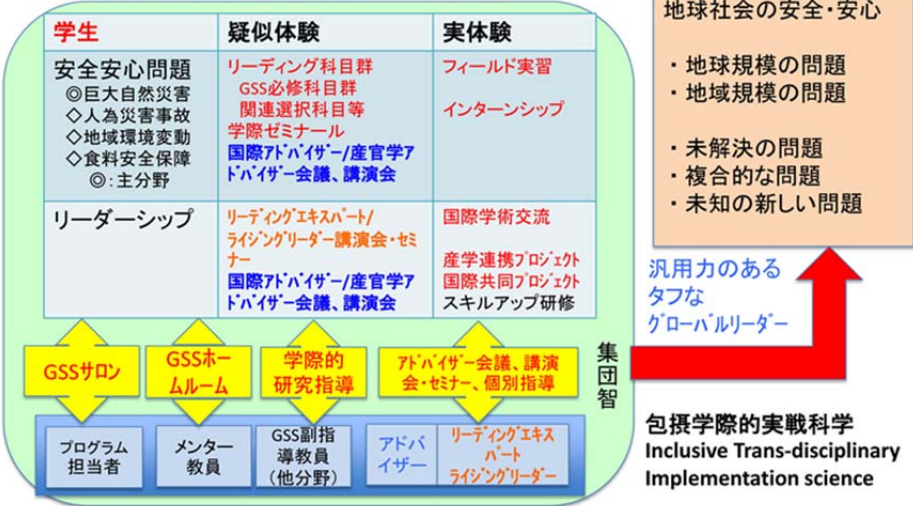 学生
疑似体験
実体験
安全安心問題
◎巨大自然災害
◇人為災害事故
◇地域環境変動
◇食料安全保障
◎:主分野
リーディング科目群
GSS必修科目群
関連選択科目等
学際ゼミナール
国際アドバイザー/産官学ア
ドバイザー会議、講演会
フィールド実習
インターンシップ
リーダーシップ
リーディングエキスパート/
ライジングリーダー講演会・セミ
ナー
国際アドバイザー/産官学ア
ドバイザー会議、講演会
国際学術交流
産学連携プロジェクト
国際共同プロジェクト
スキルアップ研修
GSSサロン
GSSホー
ムルーム
学際的
研究指導
アドバイザー会議、講演
会・セミナー、個別指導
集団智
プログラム
担当者
メンター
教員
GSS副指
導教員
(他分野)
アドバ
イザー
リーディングエキス
パート
ライジングリーダー
地球社会の安全・安心
・地球規模の問題
・地域規模の問題
・未解決の問題
・複合的な問題
・未知の新しい問題
汎用力のある
タフな
グローバルリーダー
包摂学際的実戦科学
Inclusive Trans-disciplinary
Implementation science